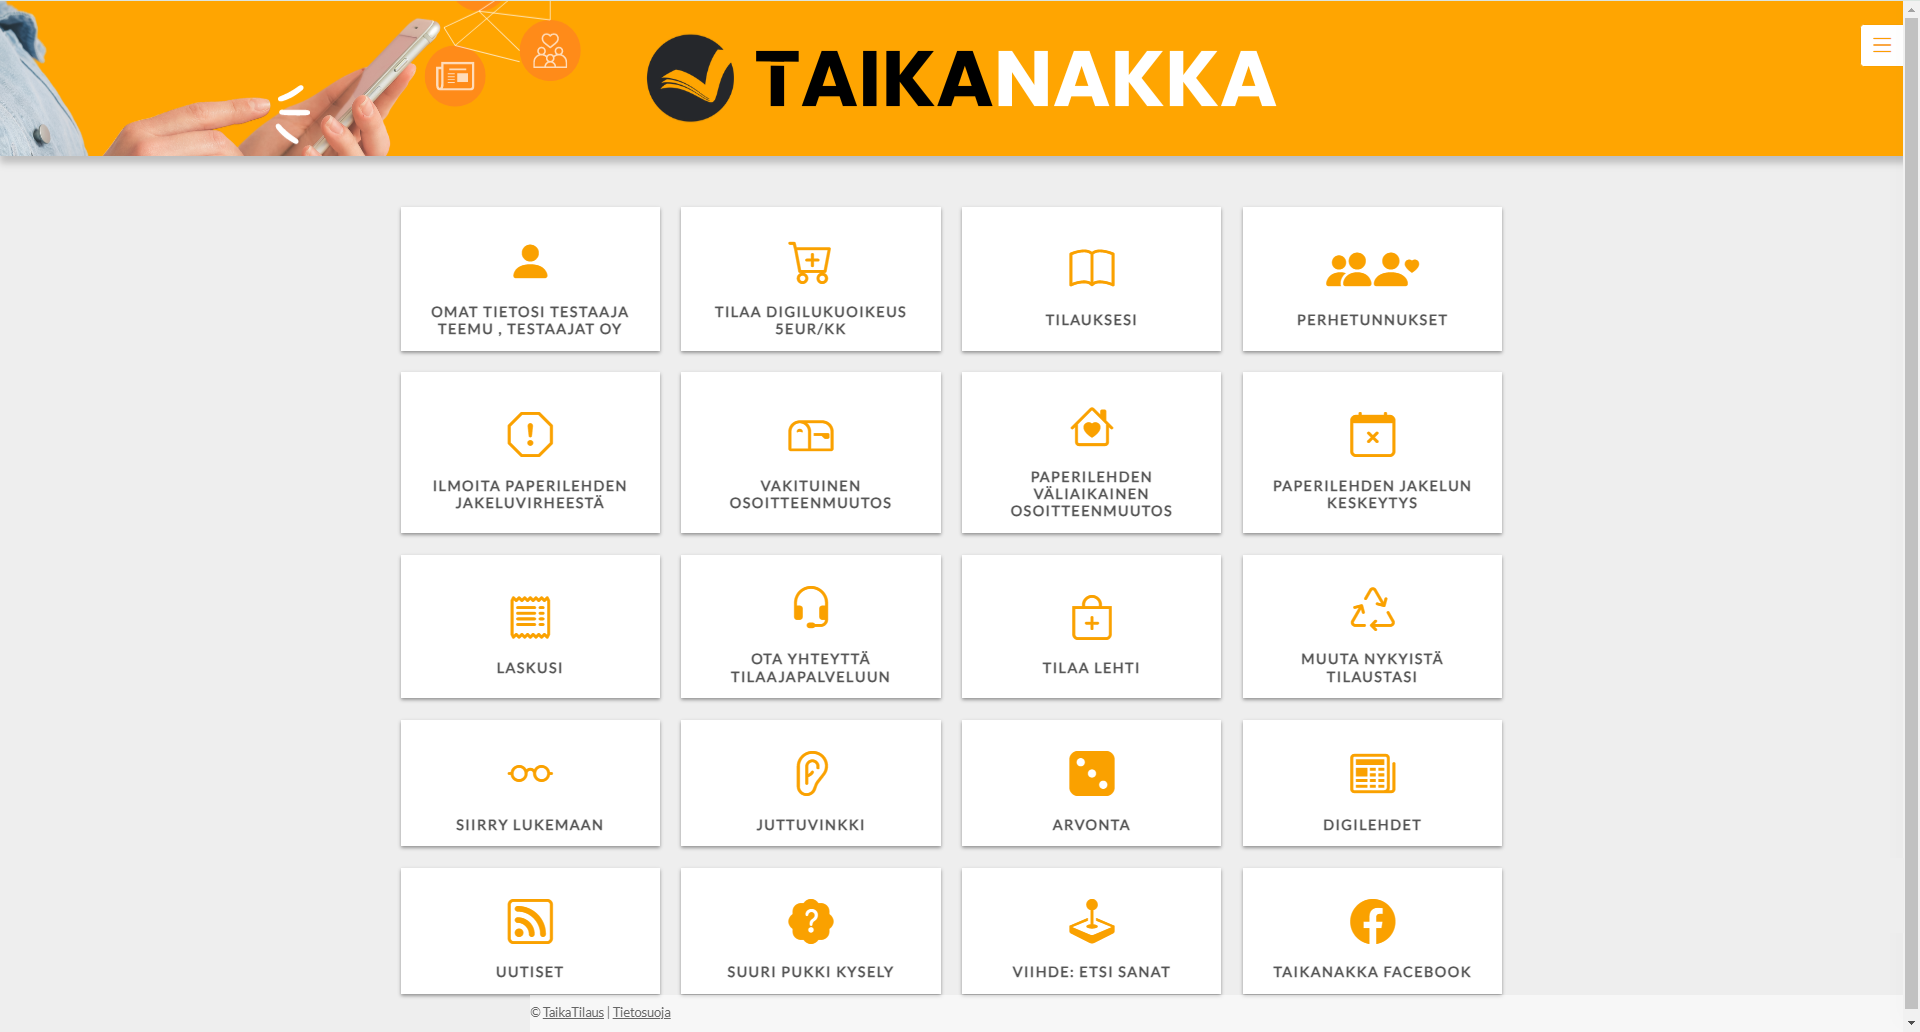 TAIKANAKKA
OMAT TIETOSI TESTAAJA
TEEMU , TESTAAJAT OY
TILAA DIGILUKUOIKEUS
5EUR/KK
TILAUKSESI
PERHETUNNUKSET
ILMOITA PAPERILEHDEN
JAKELUVIRHEESTÄ
VAKITUINEN
OSOITTEENMUUTOS
PAPERILEHDEN
VÄLIAIKAINEN
OSOITTEENMUUTOS
PAPERILEHDEN JAKELUN
KESKEYTYS
LASKUSI
OTA YHTEYTTÄ
TILAAJAPALVELUUN
TILAA LEHTI
MUUTA NYKYISTÄ
TILAUSTASI
SIIRRY LUKEMAAN
JUTTUVINKKI
ARVONTA
DIGILEHDET
UUTISET
SUURI PUKKI KYSELY
VIIHDE: ETSI SANAT
TAIKANAKKA FACEBOOK
© TaikaTilaus | Tietosuoja